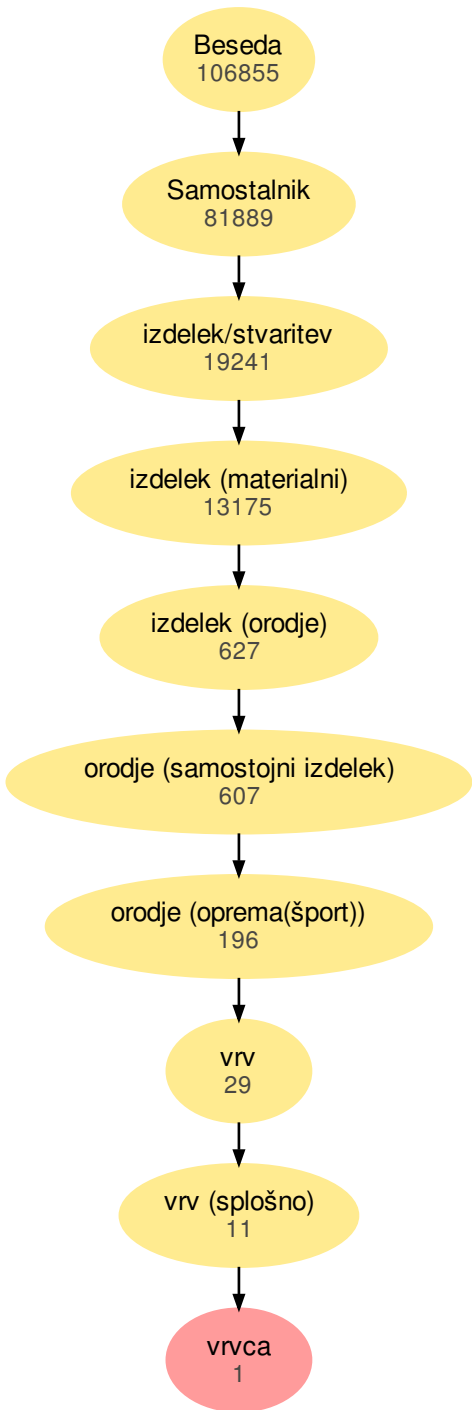 Beseda
106855
Samostalnik
81889
izdelek/stvaritev
19241
izdelek (materialni)
13175
izdelek (orodje)
627
orodje (samostojni izdelek)
607
orodje (oprema(šport))
196
vrv
29
vrv (splošno)
11
vrvca
1